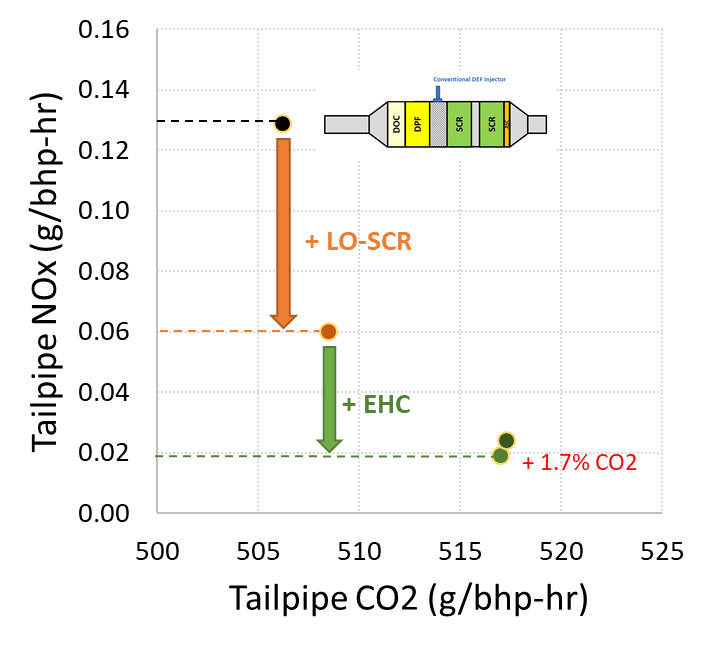 0.16
0.14
0.12
0.10
0.08
0.06
0.04
0.02
0.00
Tailpipe NOx (g/bhp-hr)
Conventional DEF Injector
DOC
DPF
SCR
SCR
+ LO-SCR
+ EHC
+ 1.7% CO2
500
505
510
515
520
525
Tailpipe CO2 (g/bhp-hr)